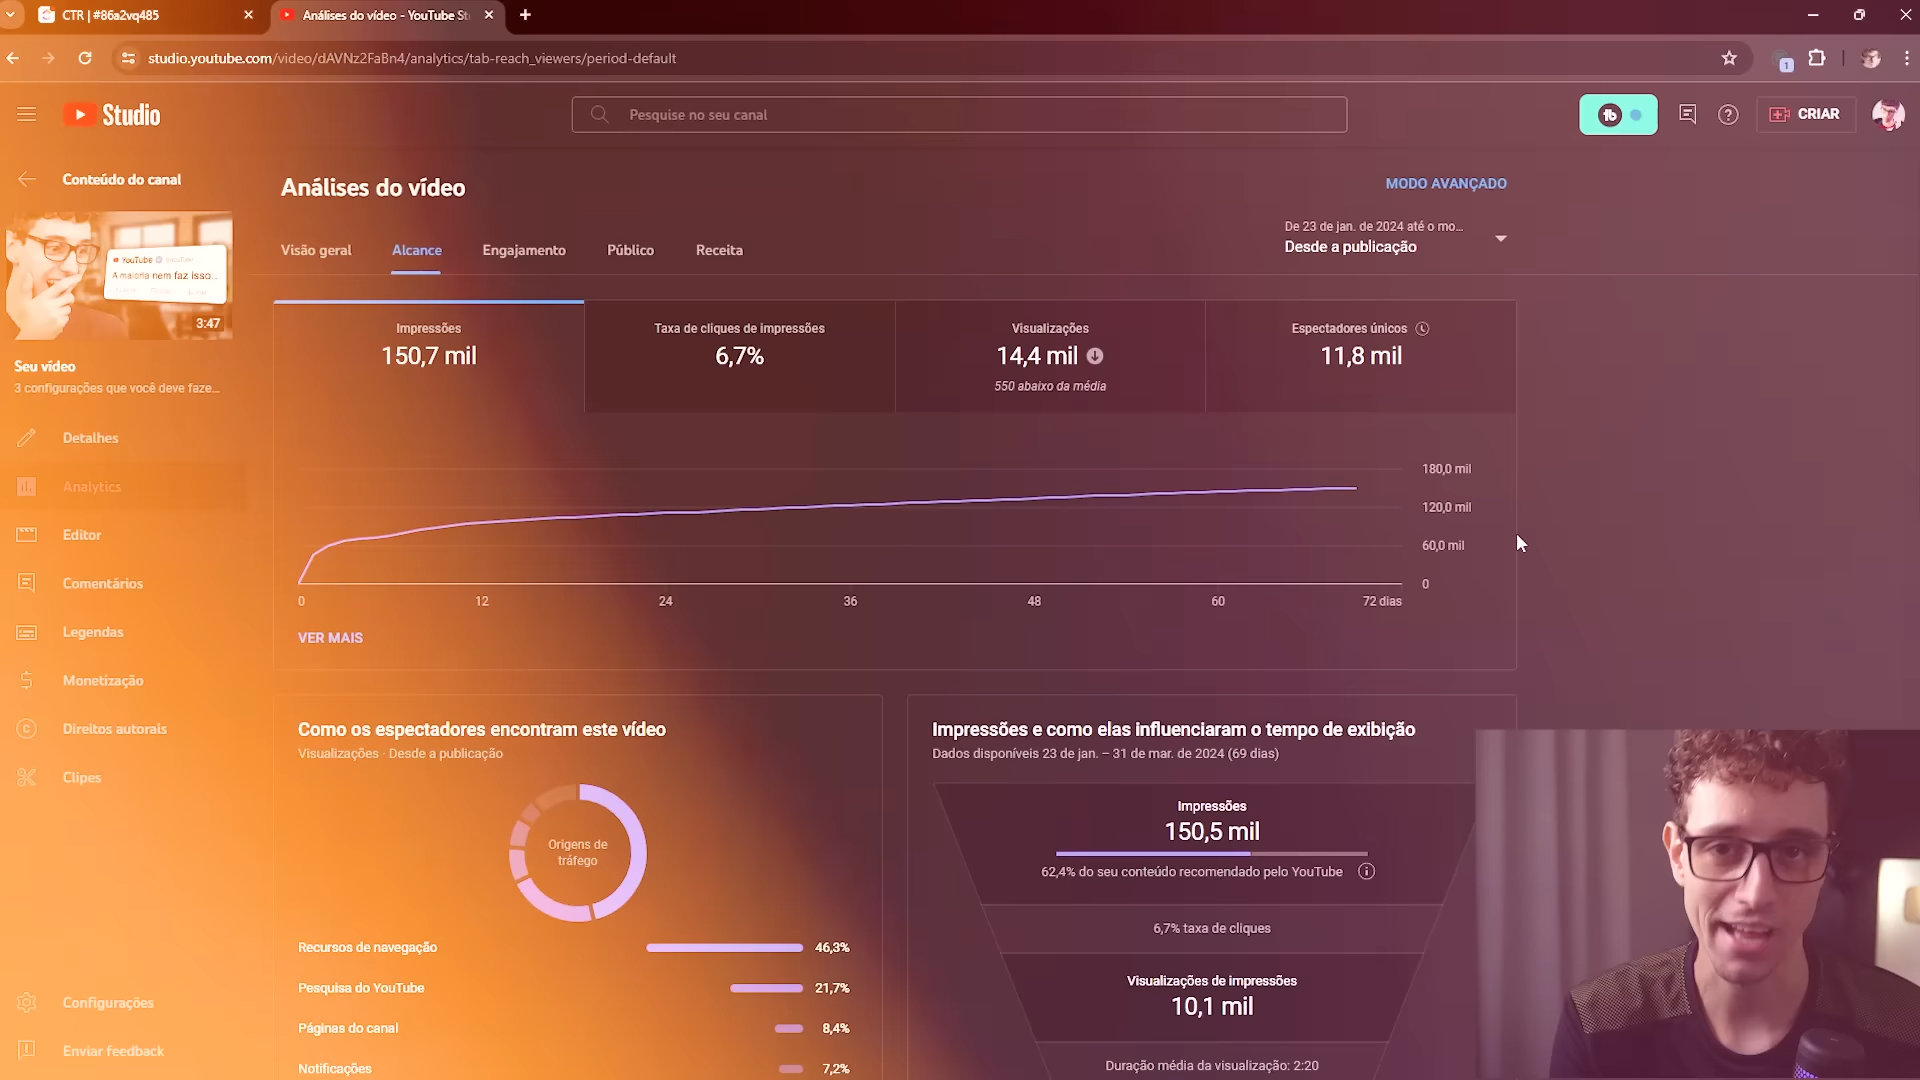 CTR | #86a2vq485
Análises do vídeo - YouTube St
studio.youtube.com/video/dAVNz2FaBn4/analytics/tab-reach_viewers/period-default
1
Studio
Pesquise no seu canal
CRIAR
Conteúdo do canal
Análises do vídeo
MODO AVANÇADO
De 23 de jan. de 2024 até o mo...
Desde a publicação
Visão geral
Alcance
Engajamento
Público
Receita
YouTube
A maioria nem faz isso..
3:47
Seu vídeo
3 configurações que você deve faze...
Detalhes
Analytics
Editor
Comentários
Legendas
Monetização
Direitos autorais
Clipes
Configurações
Enviar feedback
Impressões
150,7 mil
Taxa de cliques de impressões
6,7%
Visualizações
14,4 mil
550 abaixo da média
Espectadores únicos
11,8 mil
180,0 mil
120,0 mil
60,0 mil
0
0 12 24 36 48 60 72 dias
VER MAIS
Como os espectadores encontram este vídeo
Visualizações · Desde a publicação
Origens de
tráfego
Recursos de navegação 46,3%
Pesquisa do YouTube 21,7%
Páginas do canal 8,4%
Notificações 7,2%
Impressões e como elas influenciaram o tempo de exibição
Dados disponíveis 23 de jan. – 31 de mar. de 2024 (69 dias)
Impressões
150,5 mil
62,4% do seu conteúdo recomendado pelo YouTube
6,7% taxa de cliques
Visualizações de impressões
10,1 mil
Duração média da visualização: 2:20